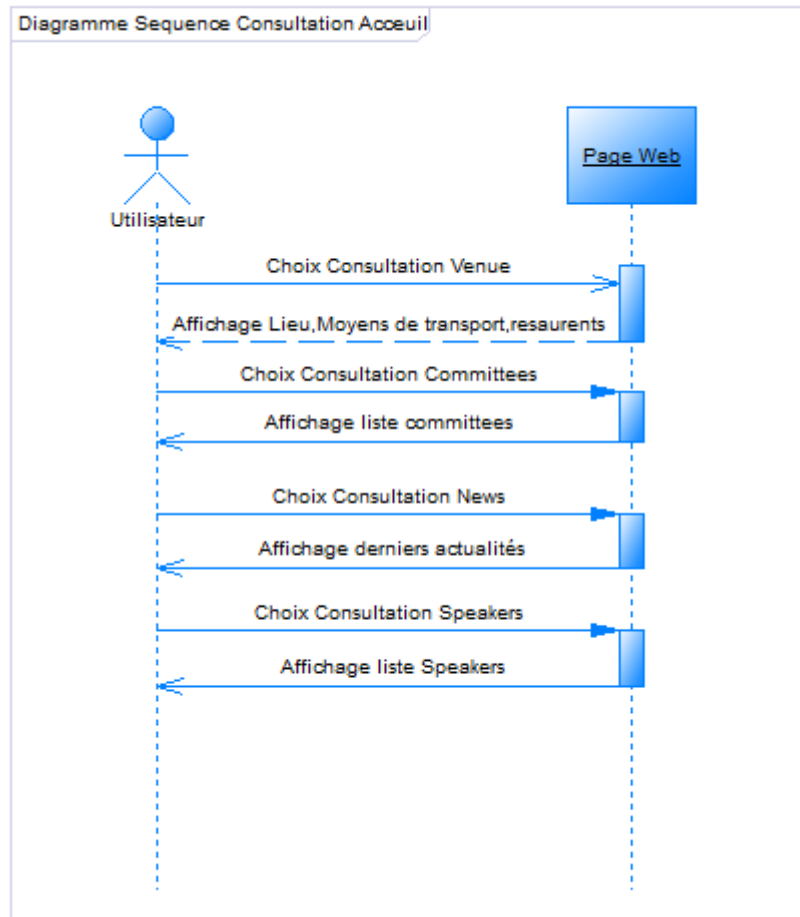 Diagramme Sequence Consultation Acceuil
Page Web
Utilisateur
Choix Consultation Venue
Affichage Lieu,Moyens de transport,resaurents
Choix Consultation Committees
Affichage liste committees
Choix Consultation News
Affichage derniers actualités
Choix Consultation Speakers
Affichage liste Speakers